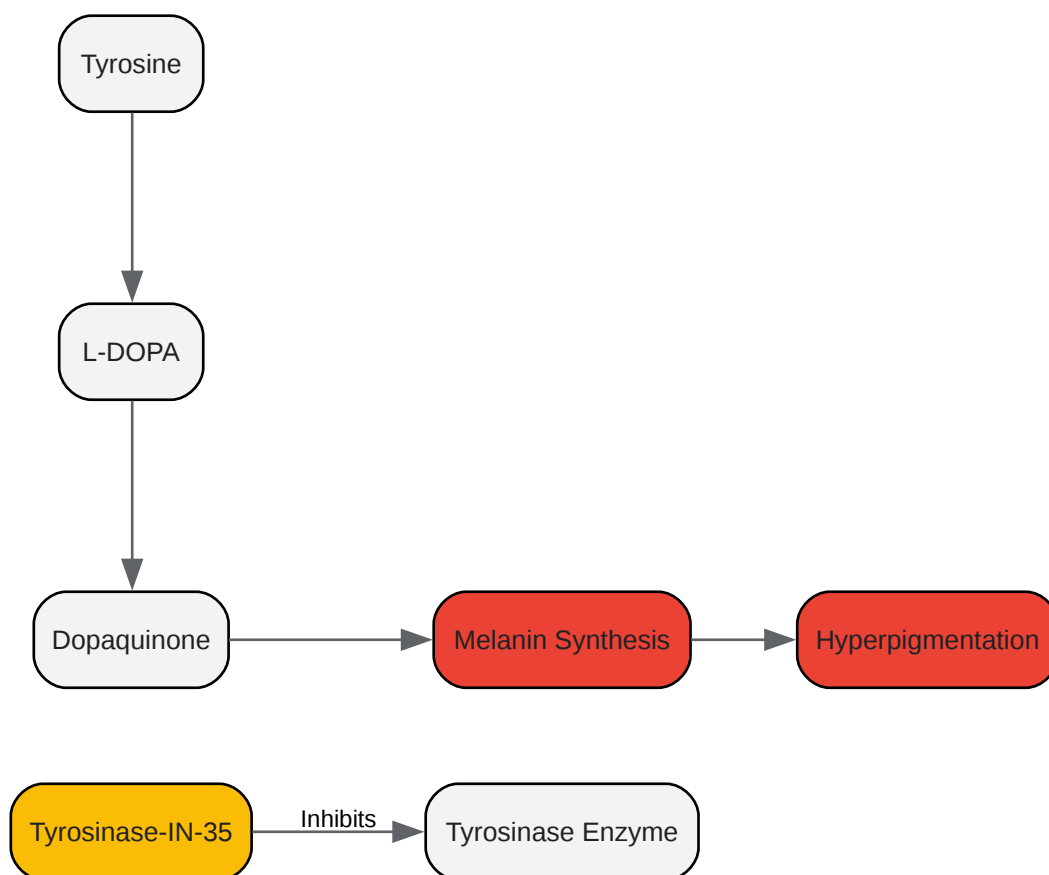 Tyrosine
L-DOPA
Dopaquinone
Melanin Synthesis
Hyperpigmentation
Tyrosinase-IN-35
Inhibits
Tyrosinase Enzyme